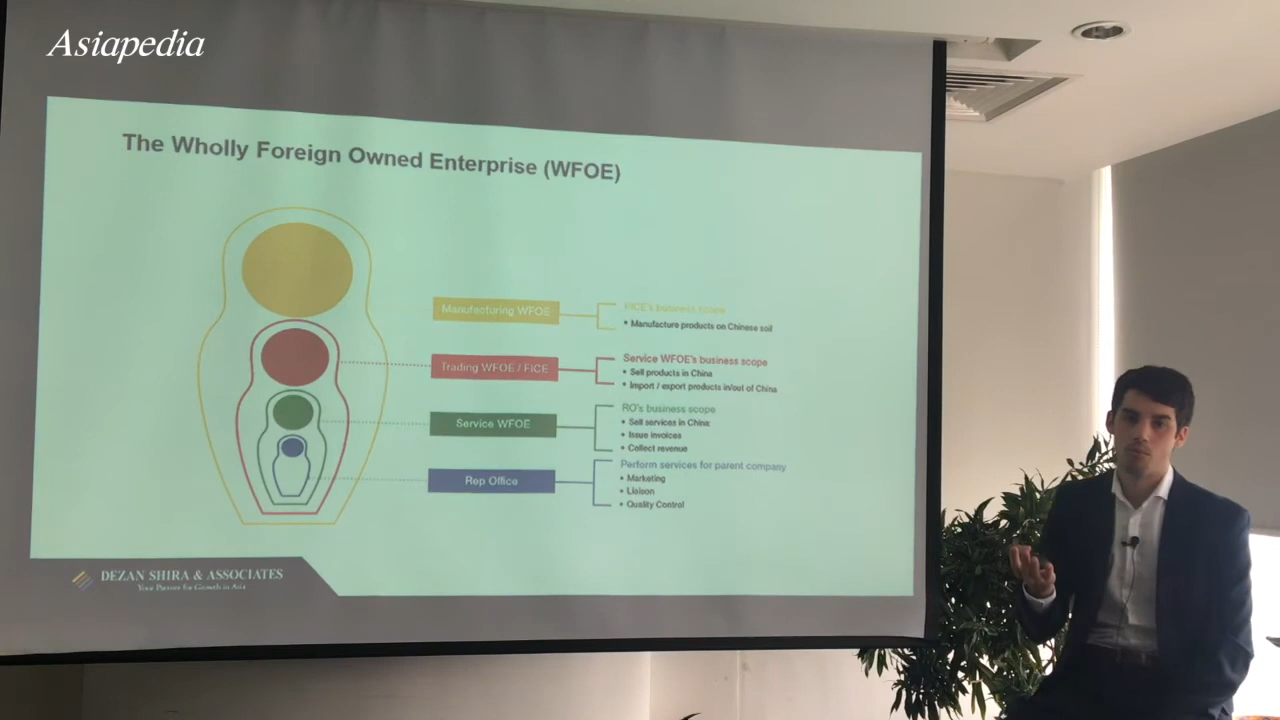 Asiapedia
The Wholly Foreign Owned Enterprise (WFOE)
Manufacturing WFOE
FICE's business scope
• Manufacture products on Chinese soil
Trading WFOE / FICE
Service WFOE's business scope
• Sell products in China
• Import / export products in/out of China
Service WFOE
RO's business scope
• Sell services in China
• Issue invoices
• Collect revenue
Rep Office
Perform services for parent company
• Marketing
• Liaison
• Quality Control
DEZAN SHIRA & ASSOCIATES
Your Partner for Growth in Asia